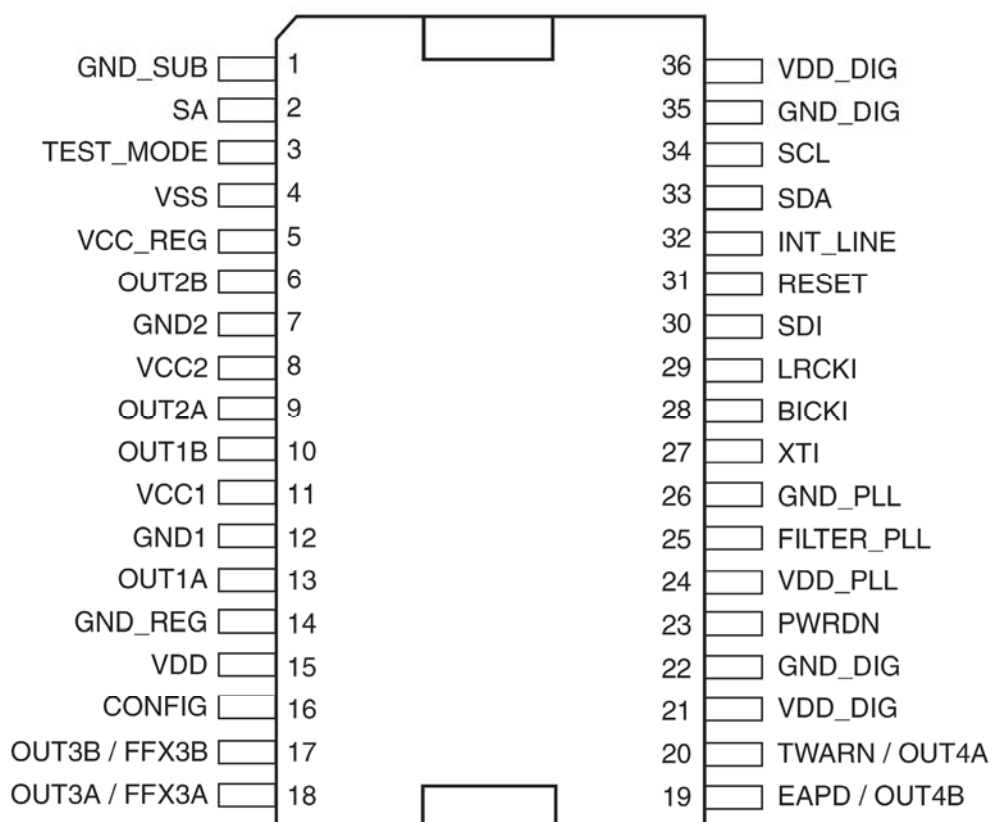 GND_SUB 1 36 VDD_DIG
SA 2 35 GND_DIG
TEST_MODE 3 34 SCL
VSS 4 33 SDA
VCC_REG 5 32 INT_LINE
OUT2B 6 31 RESET
GND2 7 30 SDI
VCC2 8 29 LRCKI
OUT2A 9 28 BICKI
OUT1B 10 27 XTI
VCC1 11 26 GND_PLL
GND1 12 25 FILTER_PLL
OUT1A 13 24 VDD_PLL
GND_REG 14 23 PWRDN
VDD 15 22 GND_DIG
CONFIG 16 21 VDD_DIG
OUT3B / FFX3B 17 20 TWARN / OUT4A
OUT3A / FFX3A 18 19 EAPD / OUT4B